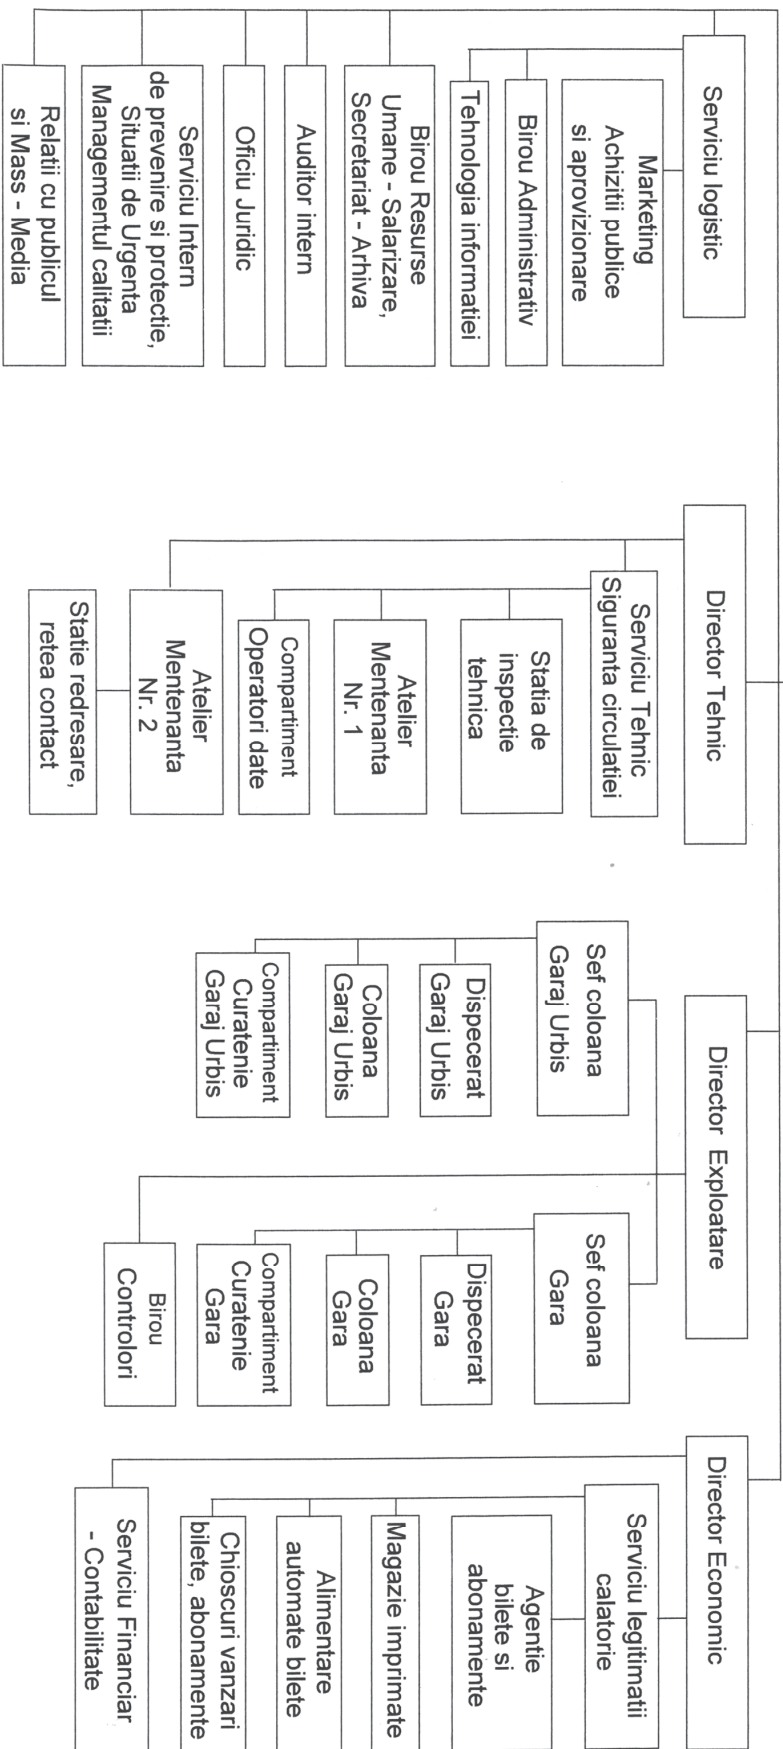 Serviciu logistic
Marketing
Achizitii publice
si aprovizionare
Birou Administrativ
Tehnologia informatiei
Birou Resurse
Umane - Salarizare,
Secretariat - Arhiva
Auditor intern
Oficiu Juridic
Serviciu Intern
de prevenire si protectie,
Situatii de Urgenta
Managementul calitatii
Relatii cu publicul
si Mass - Media
Director Tehnic
Serviciu Tehnic
Siguranta circulatiei
Statia de
inspectie
tehnica
Atelier
Mentenanta
Nr. 1
Compartiment
Operatori date
Atelier
Mentenanta
Nr. 2
Statie redresare,
retea contact
Director Exploatare
Sef coloana
Garaj Urbis
Dispecerat
Garaj Urbis
Coloana
Garaj Urbis
Compartiment
Curatenie
Garaj Urbis
Sef coloana
Gara
Dispecerat
Gara
Coloana
Gara
Compartiment
Curatenie
Gara
Birou
Controlori
Director Economic
Serviciu legitimatii
calatorie
Agentie
bilete si
abonamente
Magazie imprimate
Alimentare
automate bilete
Chioscuri vanzari
bilete, abonamente
Serviciu Financiar
- Contabilitate